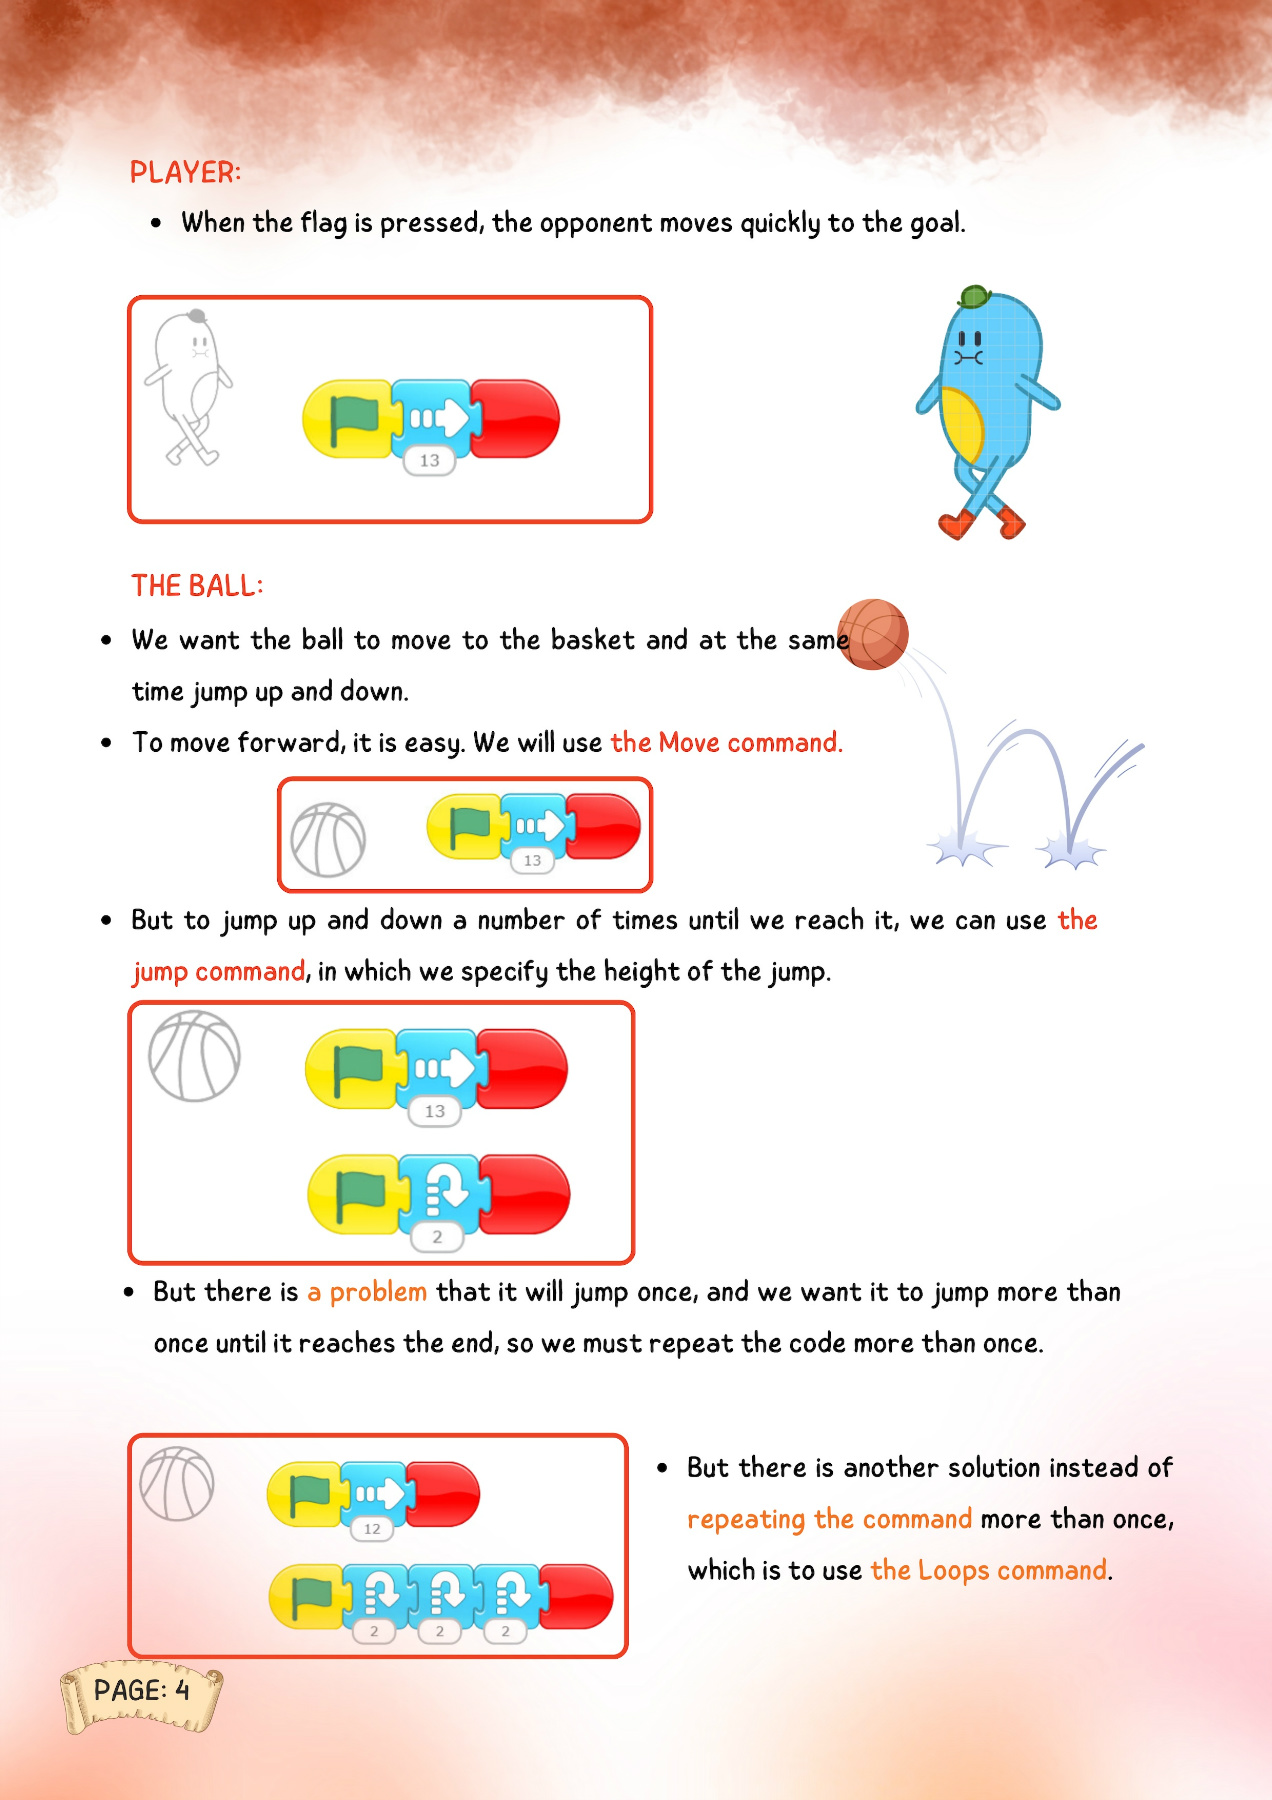 PLAYER:
• When the flag is pressed, the opponent moves quickly to the goal.
13
THE BALL:
• We want the ball to move to the basket and at the same
time jump up and down.
• To move forward, it is easy. We will use the Move command.
13
• But to jump up and down a number of times until we reach it, we can use the
jump command, in which we specify the height of the jump.
13
2
• But there is a problem that it will jump once, and we want it to jump more than
once until it reaches the end, so we must repeat the code more than once.
12
2 2 2
• But there is another solution instead of
repeating the command more than once,
which is to use the Loops command.
PAGE: 4